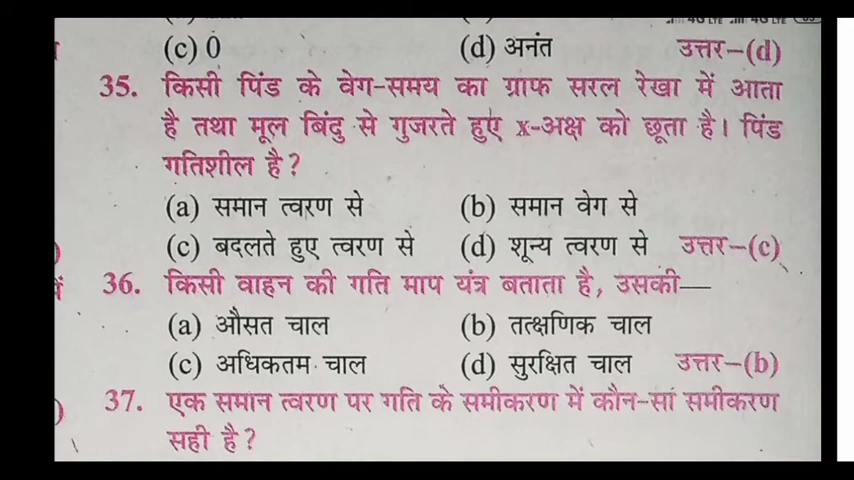 (c) 0 (d) अनंत उत्तर–(d)
35. किसी पिंड के वेग-समय का ग्राफ सरल रेखा में आता
है तथा मूल बिंदु से गुजरते हुए x-अक्ष को छूता है। पिंड
गतिशील है?
(a) समान त्वरण से (b) समान वेग से
(c) बदलते हुए त्वरण से (d) शून्य त्वरण से उत्तर–(c)
36. किसी वाहन की गति माप यंत्र बताता है, उसकी—
(a) औसत चाल (b) तत्क्षणिक चाल
(c) अधिकतम चाल (d) सुरक्षित चाल उत्तर–(b)
37. एक समान त्वरण पर गति के समीकरण में कौन-सां समीकरण
सही है?